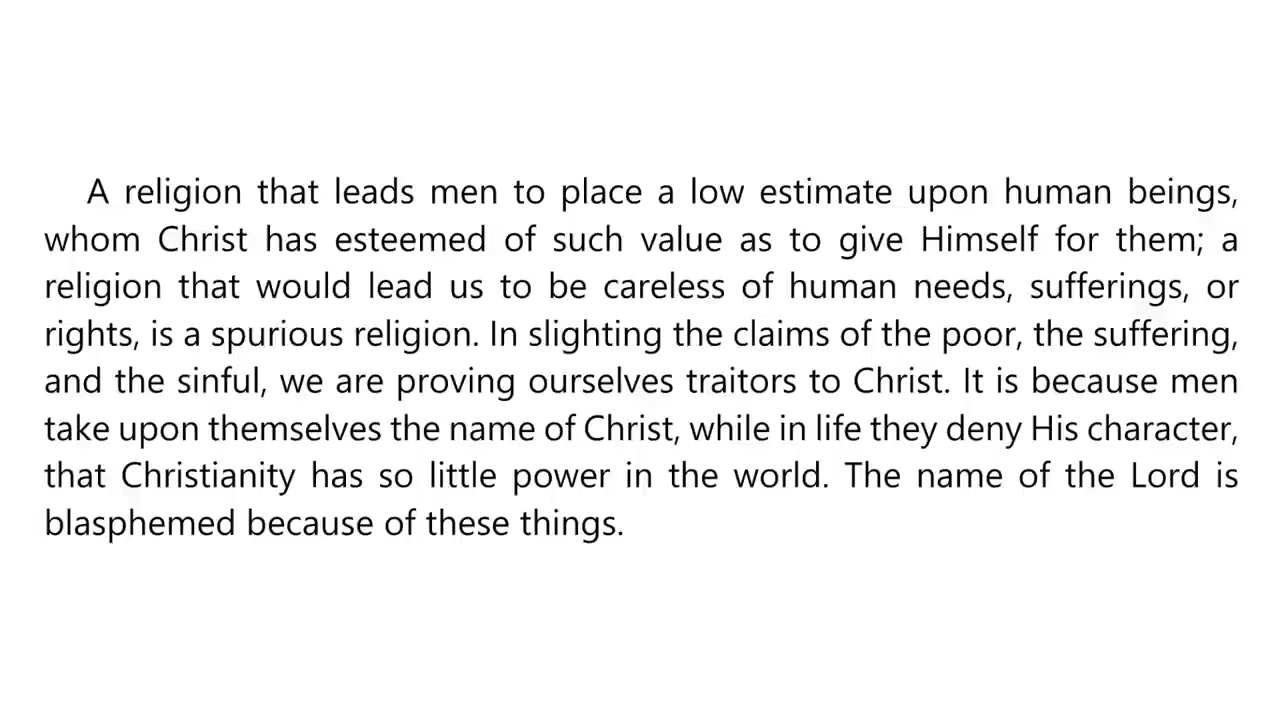 A religion that leads men to place a low estimate upon human beings,
whom Christ has esteemed of such value as to give Himself for them; a
religion that would lead us to be careless of human needs, sufferings, or
rights, is a spurious religion. In slighting the claims of the poor, the suffering,
and the sinful, we are proving ourselves traitors to Christ. It is because men
take upon themselves the name of Christ, while in life they deny His character,
that Christianity has so little power in the world. The name of the Lord is
blasphemed because of these things.